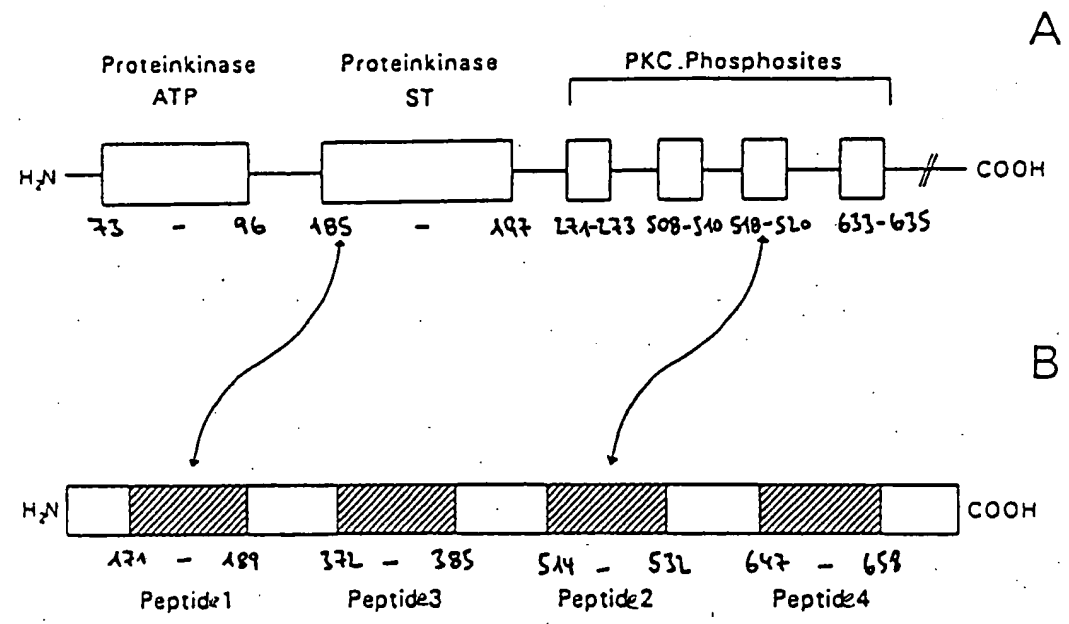 A
Proteinkinase ATP
Proteinkinase ST
PKC.Phosphosites
H₂N
COOH
73 - 96
185 - 197
271-273
508-510
518-520
633-635
B
H₂N
COOH
171 - 189
372 - 385
514 - 532
647 - 658
Peptide1
Peptide3
Peptide2
Peptide4